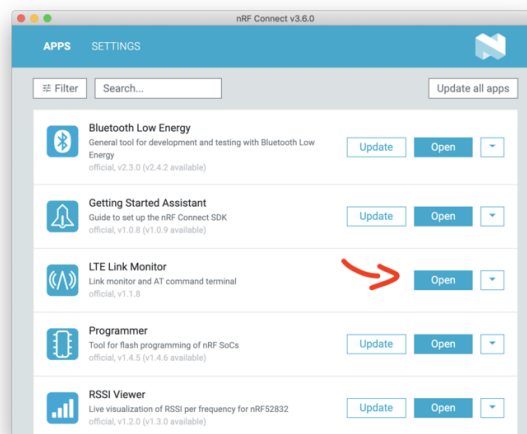 nRF Connect v3.6.0
APPS SETTINGS
Filter Search... Update all apps
Bluetooth Low Energy
General tool for development and testing with Bluetooth Low
Energy
official, v2.3.0 (v2.4.2 available)
Update Open
Getting Started Assistant
Guide to set up the nRF Connect SDK
official, v1.0.8 (v1.0.9 available)
Update Open
LTE Link Monitor
Link monitor and AT command terminal
official, v1.1.8
Open
Programmer
Tool for flash programming of nRF SoCs
official, v1.4.5 (v1.4.6 available)
Update Open
RSSI Viewer
Live visualization of RSSI per frequency for nRF52832
official, v1.2.0 (v1.3.0 available)
Update Open